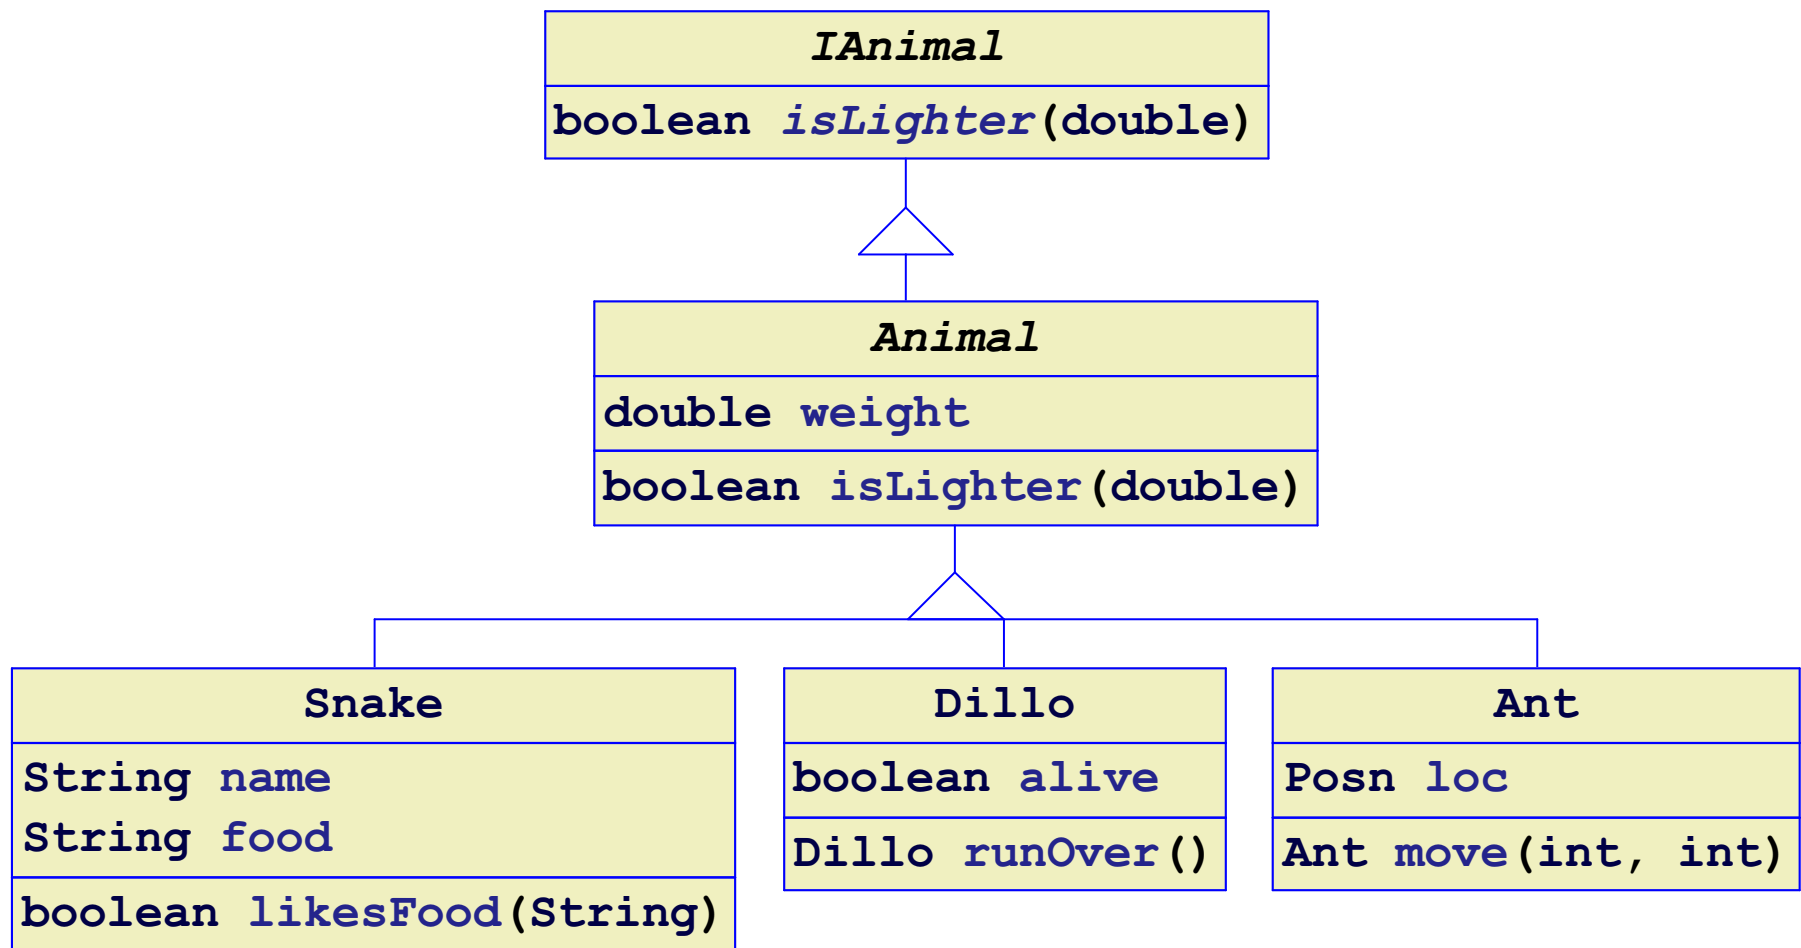 IAnimal
boolean isLighter(double)
Animal
double weight
boolean isLighter(double)
Snake
String name
String food
boolean likesFood(String)
Dillo
boolean alive
Dillo runOver()
Ant
Posn loc
Ant move(int, int)